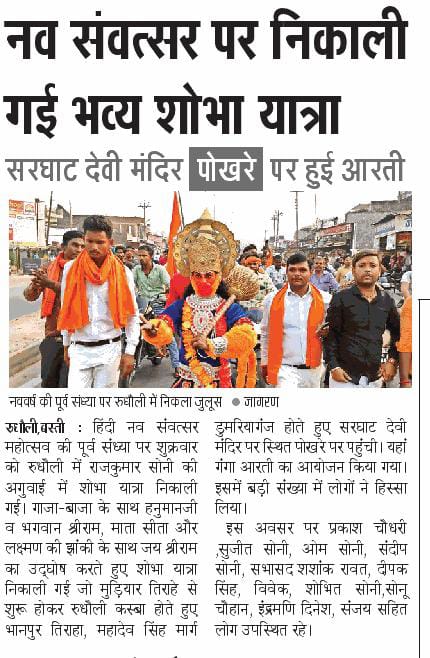 नव संवत्सर पर निकाली
गई भव्य शोभा यात्रा
सरघाट देवी मंदिर पोखरे पर हुई आरती
नववर्ष की पूर्व संध्या पर रुधौली में निकला जुलूस ● जागरण
रुधौली,बस्ती : हिंदी नव संवत्सर
महोत्सव की पूर्व संध्या पर शुक्रवार
को रुधौली में राजकुमार सोनी की
अगुवाई में शोभा यात्रा निकाली
गई। गाजा-बाजा के साथ हनुमानजी
व भगवान श्रीराम, माता सीता और
लक्ष्मण की झांकी के साथ जय श्रीराम
का उद्घोष करते हुए शोभा यात्रा
निकाली गई जो मुड़ियार तिराहे से
शुरू होकर रुधौली कस्बा होते हुए
भानपुर तिराहा, महादेव सिंह मार्ग
डुमरियागंज होते हुए सरघाट देवी
मंदिर पर स्थित पोखरे पर पहुंची। यहां
गंगा आरती का आयोजन किया गया।
इसमें बड़ी संख्या में लोगों ने हिस्सा
लिया।
इस अवसर पर प्रकाश चौधरी
,सुजीत सोनी, ओम सोनी, संदीप
सोनी, सभासद शशांक रावत, दीपक
सिंह, विवेक, शोभित सोनी,सोनू
चौहान, इंद्रमणि दिनेश, संजय सहित
लोग उपस्थित रहे।